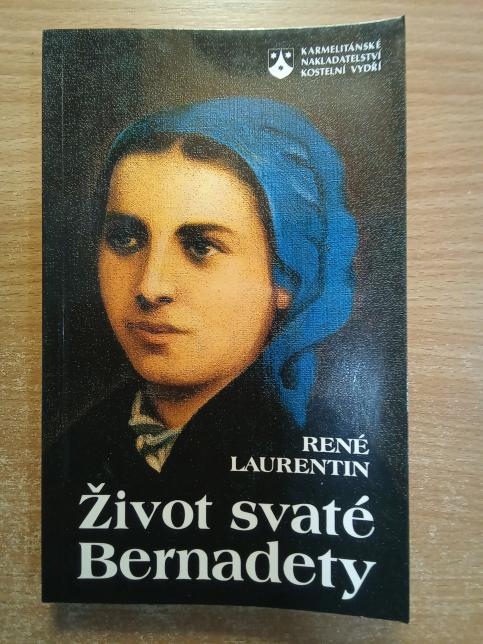 KARMELITÁNSKÉ
NAKLADATELSTVÍ
KOSTELNÍ VYDŘÍ
RENÉ
LAURENTIN
Život svaté
Bernadety